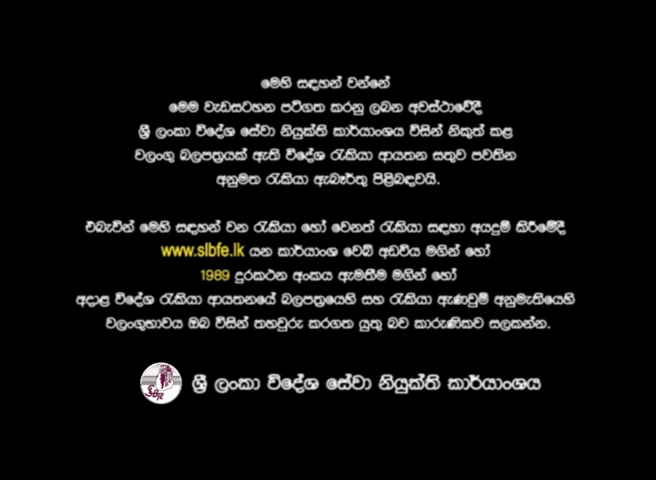 මෙහි සඳහන් වන්නේ
මෙම වැඩසටහන පටිගත කරනු ලබන අවස්ථාවේදී
ශ්‍රී ලංකා විදේශ සේවා නියුක්ති කාර්යාංශය විසින් නිකුත් කළ
වලංගු බලපත්‍රයක් ඇති විදේශ රැකියා ආයතන සතුව පවතින
අනුමත රැකියා ඇබෑර්තු පිළිබඳවයි.
එබැවින් මෙහි සඳහන් වන රැකියා හෝ වෙනත් රැකියා සඳහා අයදුම් කිරීමේදී
www.slbfe.lk යන කාර්යාංශ වෙබ් අඩවිය මගින් හෝ
1989 දුරකථන අංකය ඇමතීම මගින් හෝ
අදාළ විදේශ රැකියා ආයතනයේ බලපත්‍රයෙහි සහ රැකියා ඇණවුම් අනුමැතියෙහි
වලංගුභාවය ඔබ විසින් තහවුරු කරගත යුතු බව කාරුණිකව සලකන්න.
ශ්‍රී ලංකා විදේශ සේවා නියුක්ති කාර්යාංශය